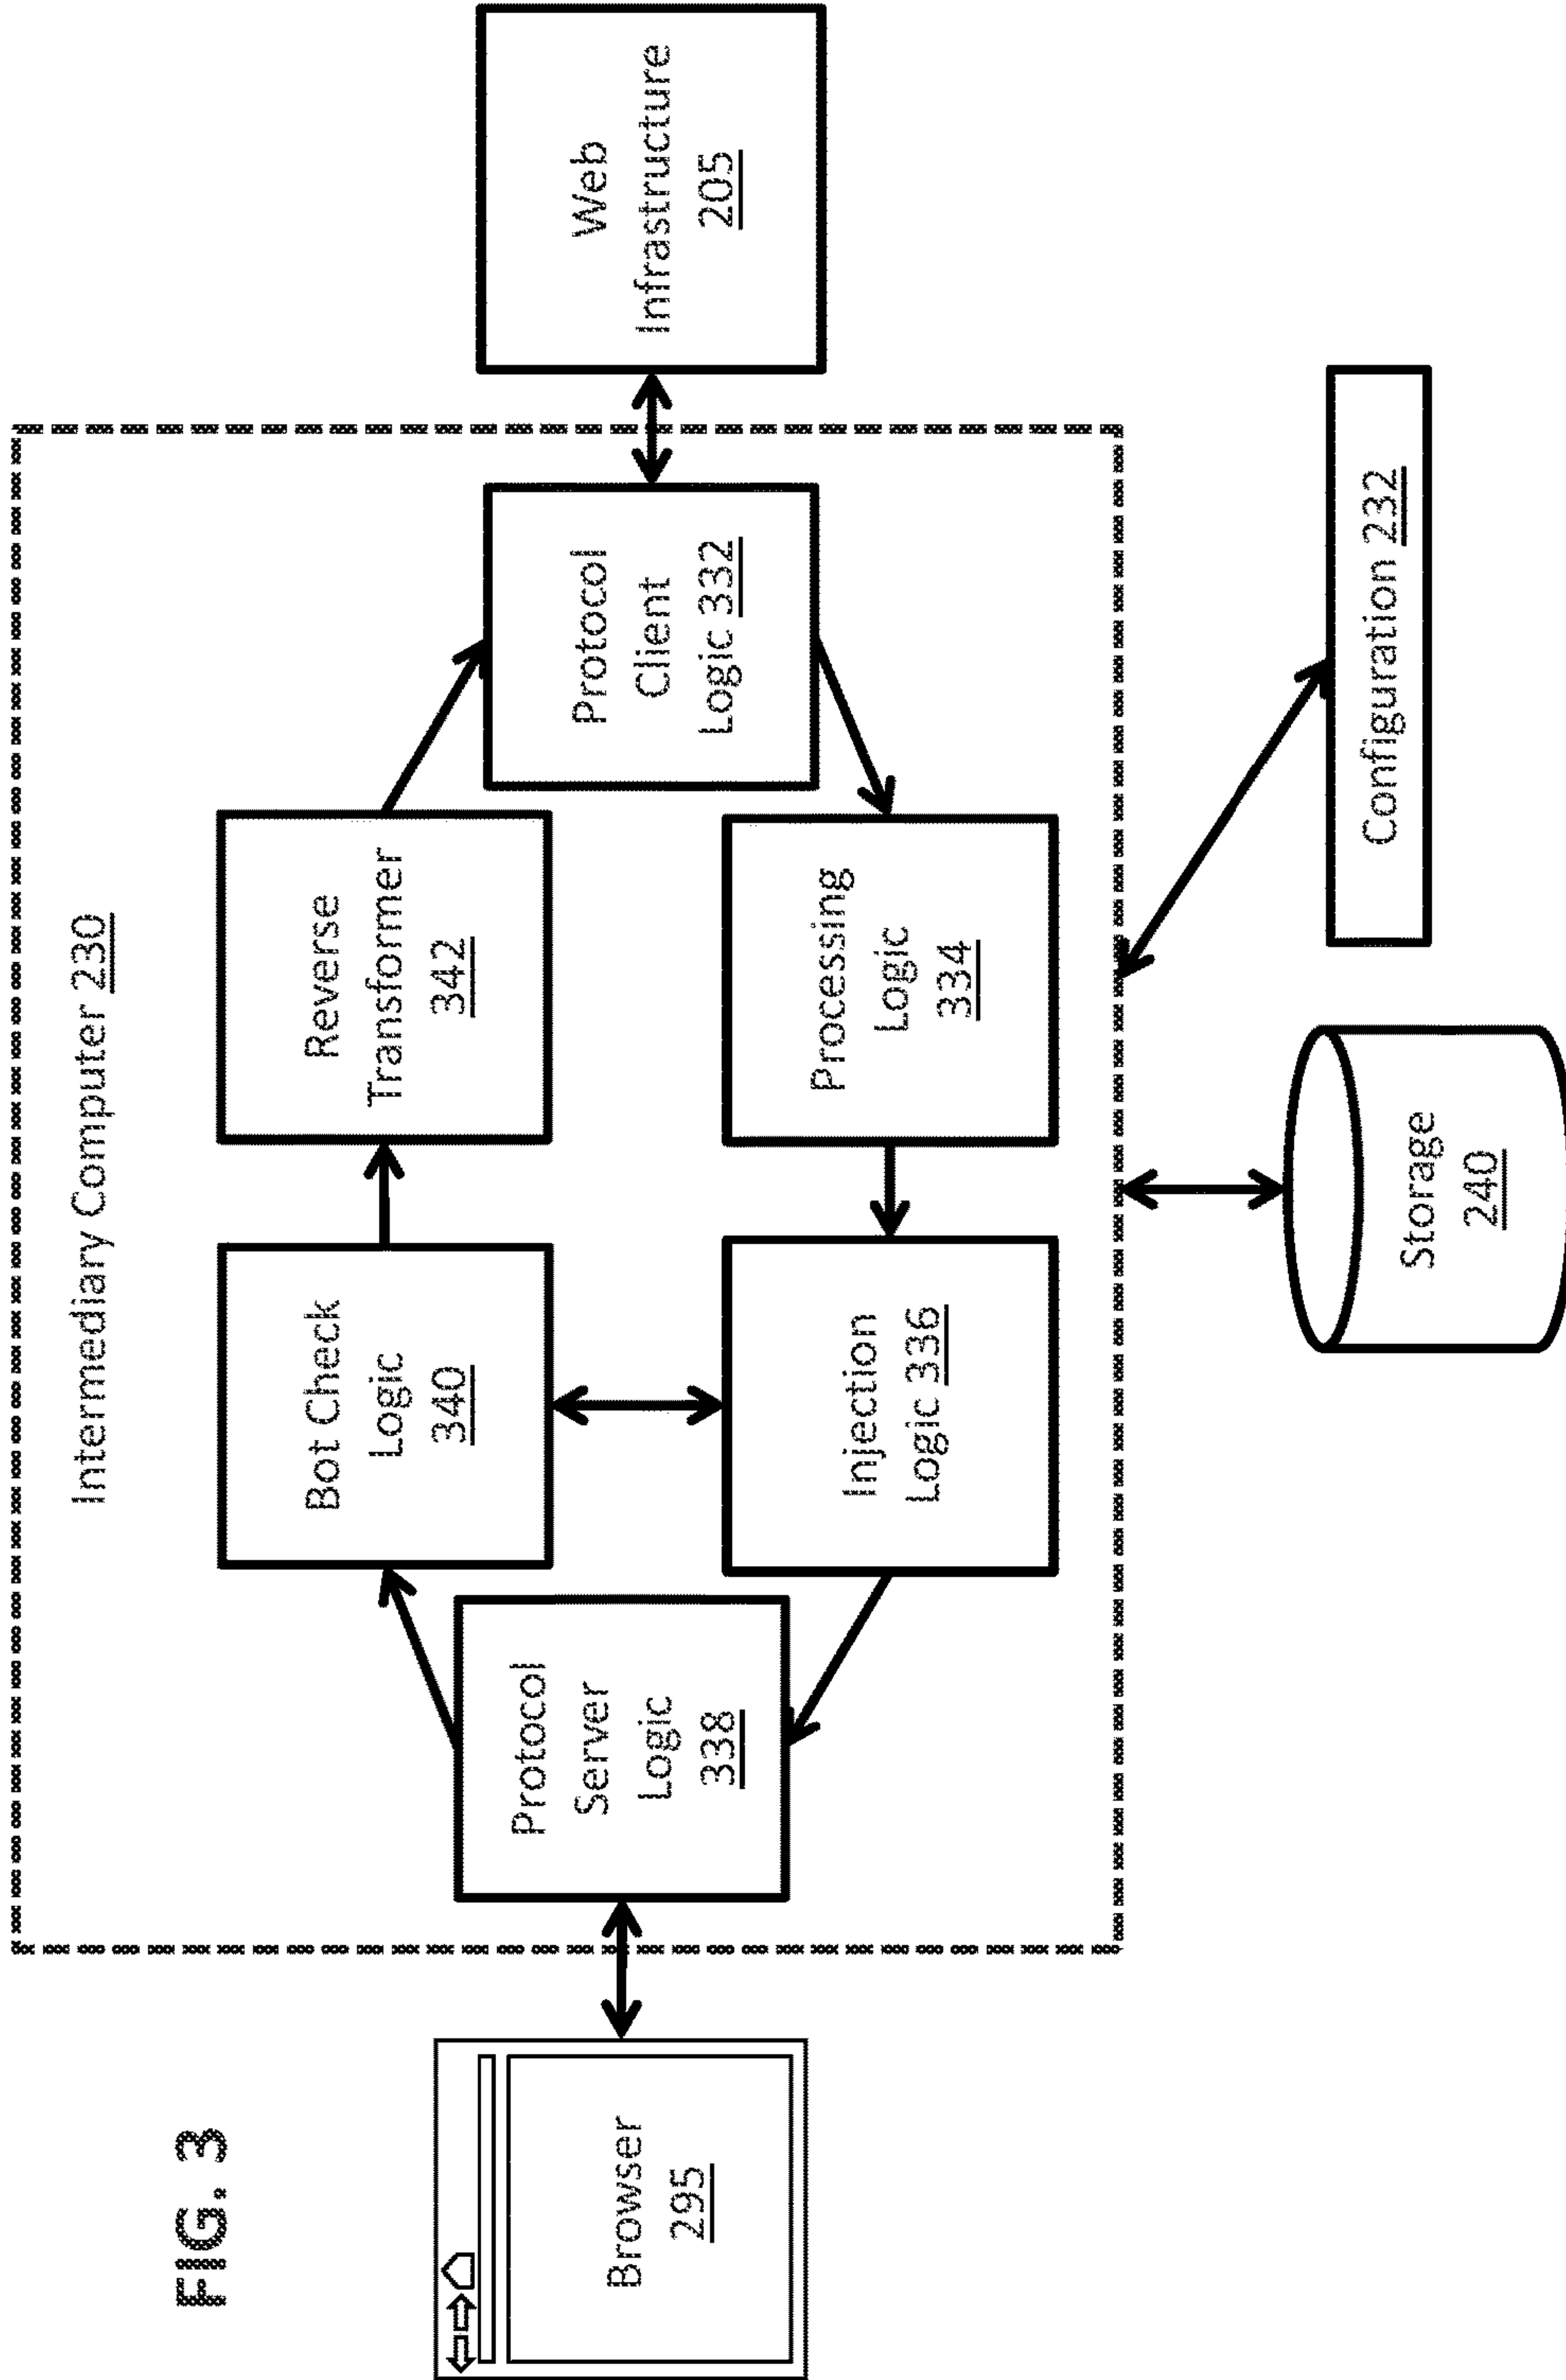 FIG. 3
Intermediary Computer 230
Browser
295
Protocol
Server
Logic
338
Bot Check
Logic
340
Reverse
Transformer
342
Protocol
Client
Logic 332
Web
Infrastructure
205
Injection
Logic 336
Processing
Logic
334
Storage
240
Configuration 232